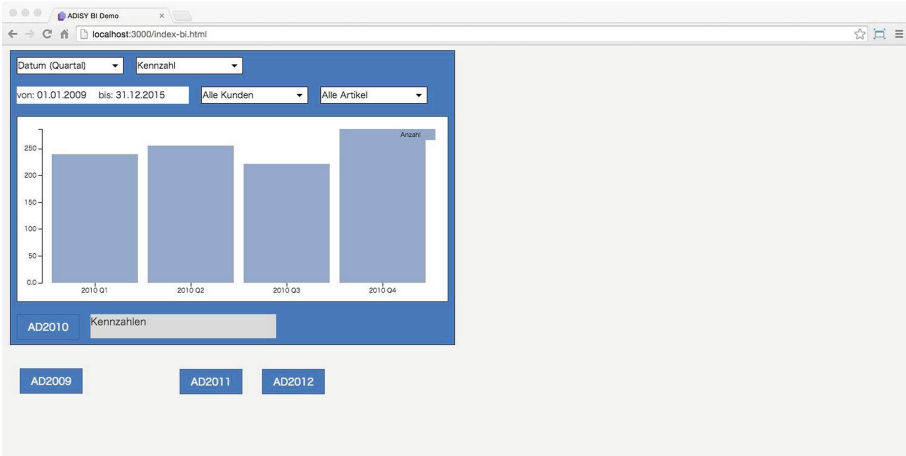 ADISY BI Demo
localhost:3000/index-bi.html
Datum (Quartal) Kennzahl
von: 01.01.2009 bis: 31.12.2015 Alle Kunden Alle Artikel
Anzahl
250
200
150
100
50
0.0
2010 Q1 2010 Q2 2010 Q3 2010 Q4
AD2010 Kennzahlen
AD2009 AD2011 AD2012